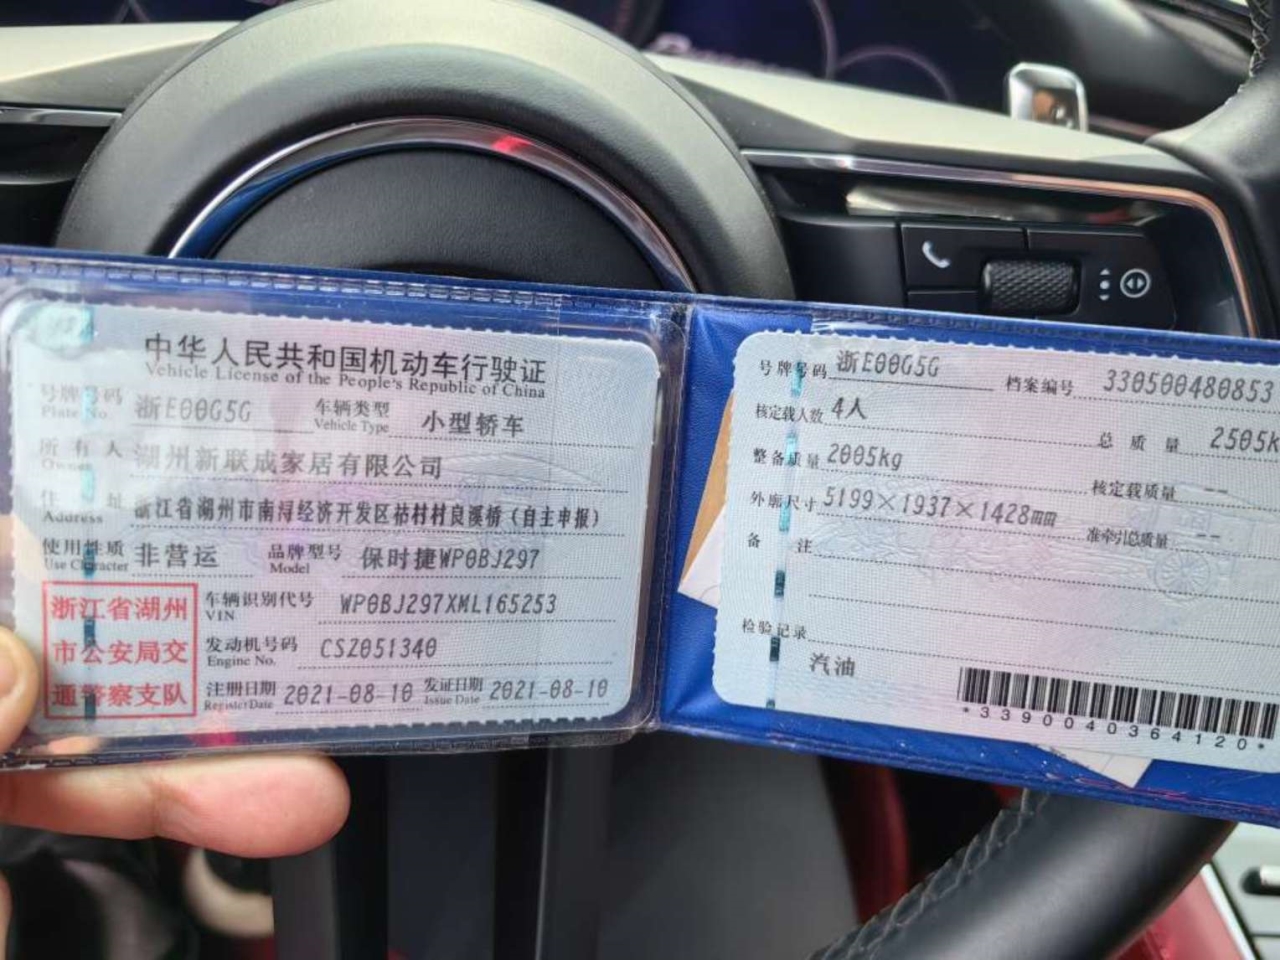 中华人民共和国机动车行驶证
Vehicle License of the People's Republic of China
号牌号码 浙E00G5G 车辆类型 小型轿车
Plate No. Vehicle Type
所有人 湖州新联成家居有限公司
Owner
住址 浙江省湖州市南浔经济开发区祜村村良溪桥（自主申报）
Address
使用性质 非营运 品牌型号 保时捷WP0BJ297
Use Character Model
浙江省湖州
市公安局交
通警察支队
车辆识别代号 WP0BJ297XML165253
VIN
发动机号码 CSZ051340
Engine No.
注册日期 2021-08-10 发证日期 2021-08-10
Register Date Issue Date
号牌号码 浙E00G5G 档案编号 330500480853
核定载人数 4人 总质量 2505K
整备质量 2005kg 核定载质量 --
外廓尺寸 5199×1937×1428mm 准牵引总质量 --
备注
检验记录
汽油
*3390040364120*